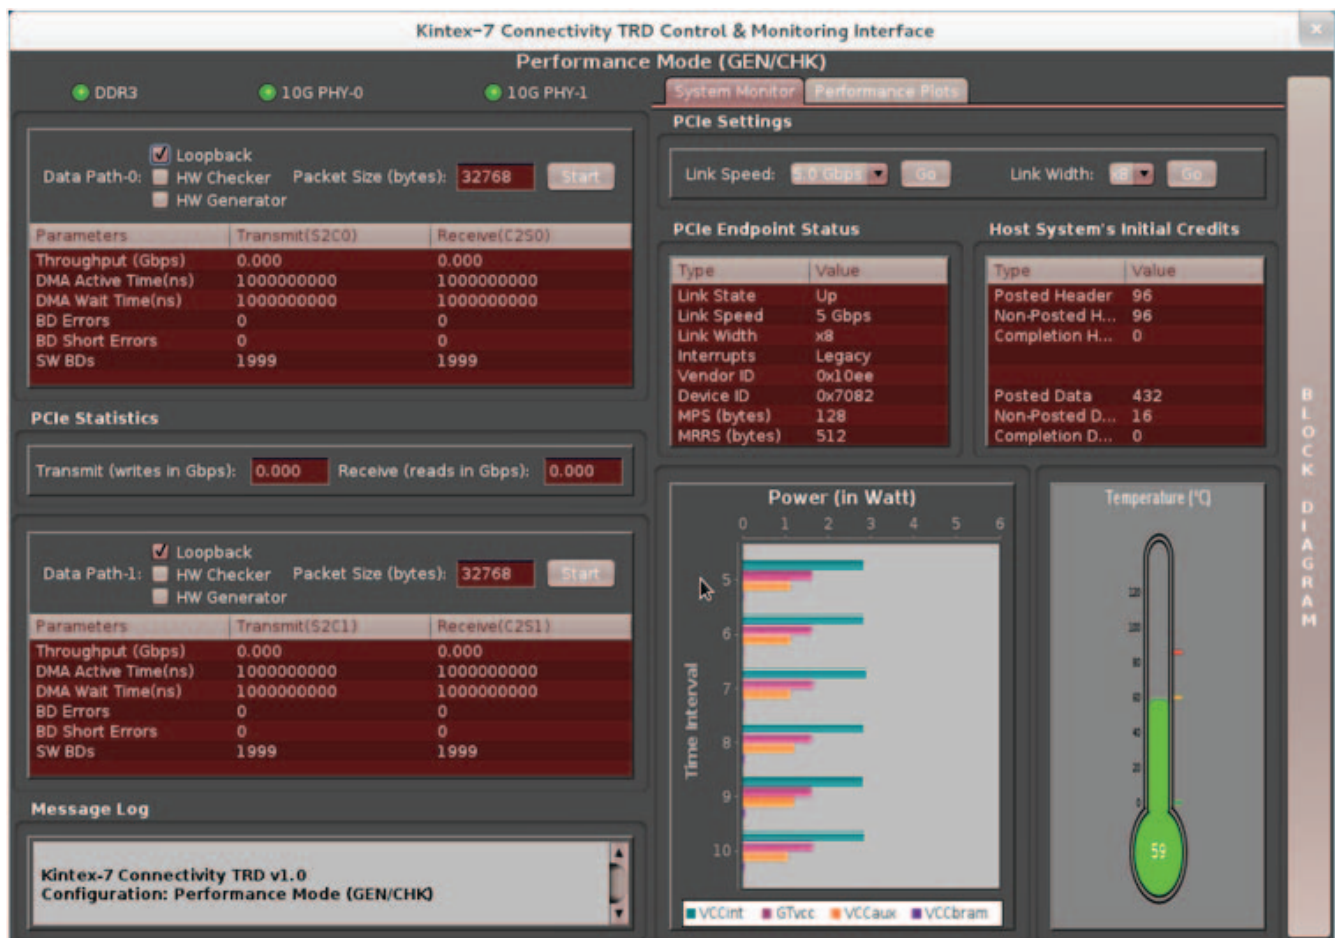 Kintex-7 Connectivity TRD Control & Monitoring Interface
Performance Mode (GEN/CHK)
DDR3 10G PHY-0 10G PHY-1
Data Path-0: Loopback
HW Checker
HW Generator
Packet Size (bytes): 32768 Start
Parameters Transmit(S2C0) Receive(C2S0)
Throughput (Gbps) 0.000 0.000
DMA Active Time(ns) 1000000000 1000000000
DMA Wait Time(ns) 1000000000 1000000000
BD Errors 0 0
BD Short Errors 0 0
SW BDs 1999 1999
PCIe Statistics
Transmit (writes in Gbps): 0.000 Receive (reads in Gbps): 0.000
Data Path-1: Loopback
HW Checker
HW Generator
Packet Size (bytes): 32768 Start
Parameters Transmit(S2C1) Receive(C2S1)
Throughput (Gbps) 0.000 0.000
DMA Active Time(ns) 1000000000 1000000000
DMA Wait Time(ns) 1000000000 1000000000
BD Errors 0 0
BD Short Errors 0 0
SW BDs 1999 1999
Message Log
Kintex-7 Connectivity TRD v1.0
Configuration: Performance Mode (GEN/CHK)
System Monitor Performance Plots
PCIe Settings
Link Speed: 5.0 Gbps Go Link Width: x8 Go
PCIe Endpoint Status
Type Value
Link State Up
Link Speed 5 Gbps
Link Width x8
Interrupts Legacy
Vendor ID 0x10ee
Device ID 0x7082
MPS (bytes) 128
MRRS (bytes) 512
Host System's Initial Credits
Type Value
Posted Header 96
Non-Posted H... 96
Completion H... 0
Posted Data 432
Non-Posted D... 16
Completion D... 0
Power (in Watt)
0 1 2 3 4 5 6
Time Interval
5
6
7
8
9
10
VCCint GTvcc VCCaux VCCbram
Temperature (°C)
120
100
80
60
40
20
0
59
BLOCK DIAGRAM